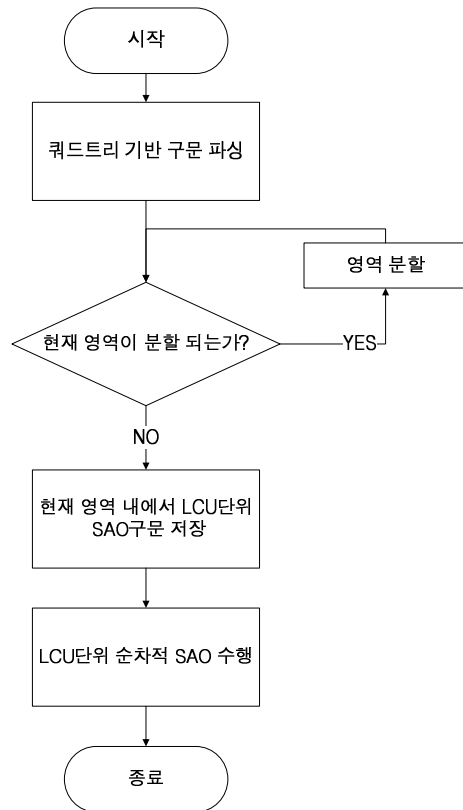 시작
쿼드트리 기반 구문 파싱
영역 분할
현재 영역이 분할 되는가?
YES
NO
현재 영역 내에서 LCU단위
SAO구문 저장
LCU단위 순차적 SAO 수행
종료